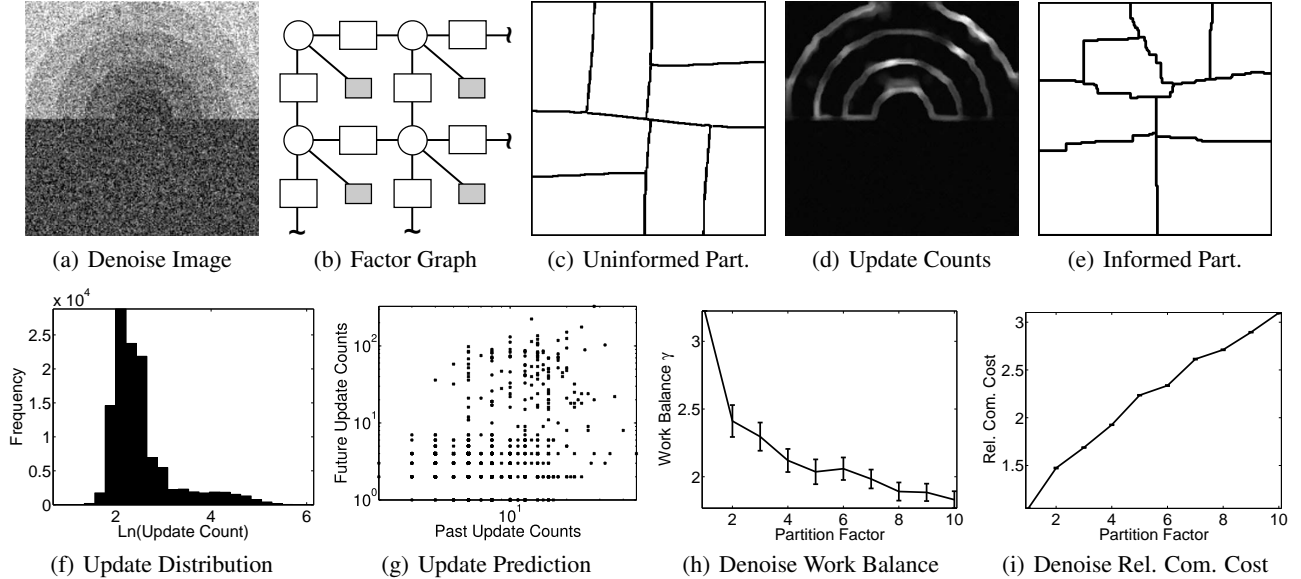 (a) Denoise Image
(b) Factor Graph
(c) Uninformed Part.
(d) Update Counts
(e) Informed Part.
x 10^4
2.5
2
1.5
1
0.5
0
Frequency
2
4
6
Ln(Update Count)
(f) Update Distribution
10^2
10^1
10^0
Future Update Counts
10^1
Past Update Counts
(g) Update Prediction
3
2.5
2
Work Balance γ
2
4
6
8
10
Partition Factor
(h) Denoise Work Balance
3
2.5
2
1.5
Rel. Com. Cost
2
4
6
8
10
Partition Factor
(i) Denoise Rel. Com. Cost